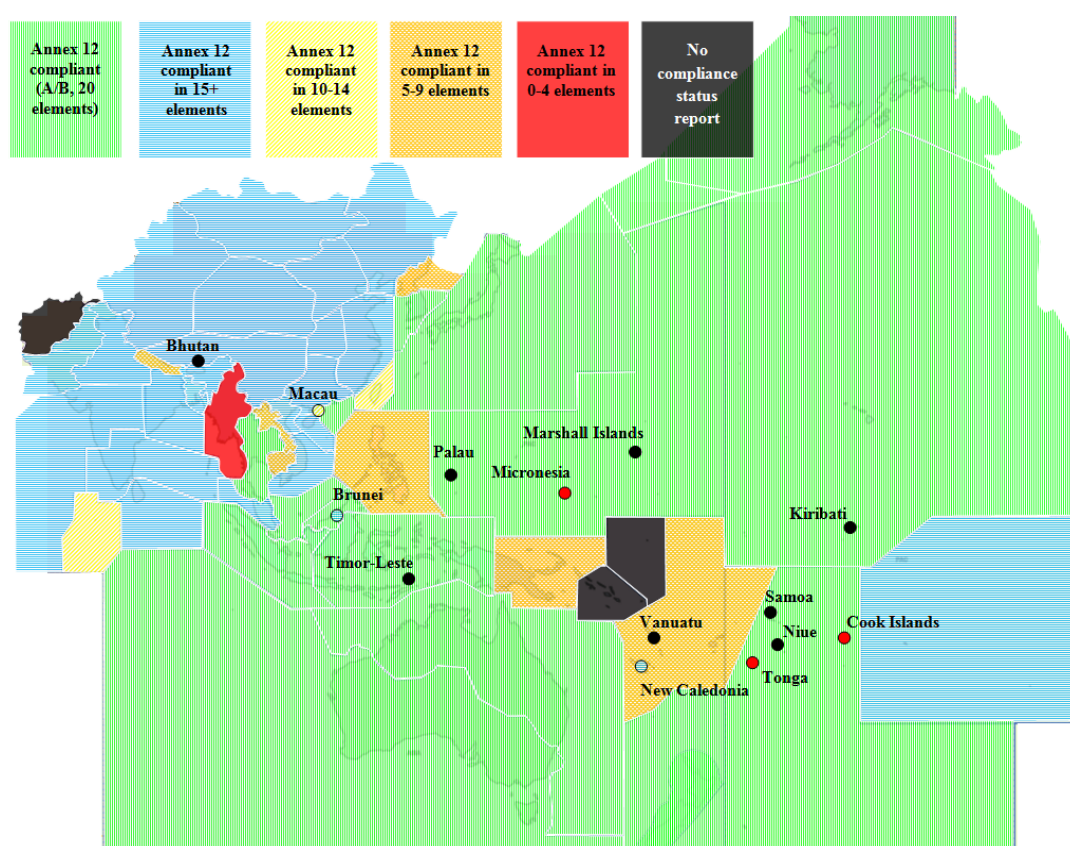 Annex 12
compliant
(A/B, 20
elements)
Annex 12
compliant
in 15+
elements
Annex 12
compliant
in 10-14
elements
Annex 12
compliant in
5-9 elements
Annex 12
compliant in
0-4 elements
No
compliance
status
report
Bhutan
Macau
Marshall Islands
Palau
Micronesia
Brunei
Kiribati
Timor-Leste
Samoa
Vanuatu
Niue
Cook Islands
Tonga
New Caledonia